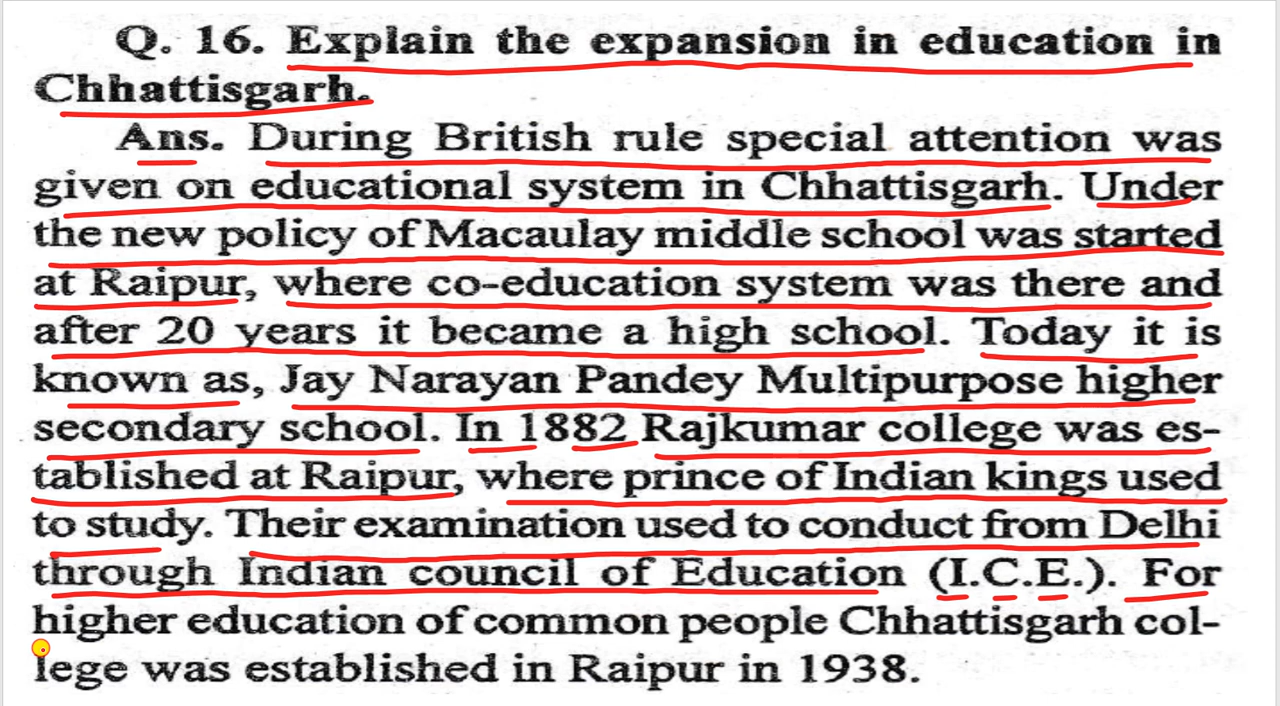 Q. 16. Explain the expansion in education in
Chhattisgarh.
Ans. During British rule special attention was
given on educational system in Chhattisgarh. Under
the new policy of Macaulay middle school was started
at Raipur, where co-education system was there and
after 20 years it became a high school. Today it is
known as, Jay Narayan Pandey Multipurpose higher
secondary school. In 1882 Rajkumar college was es-
tablished at Raipur, where prince of Indian kings used
to study. Their examination used to conduct from Delhi
through Indian council of Education (I.C.E.). For
higher education of common people Chhattisgarh col-
lege was established in Raipur in 1938.